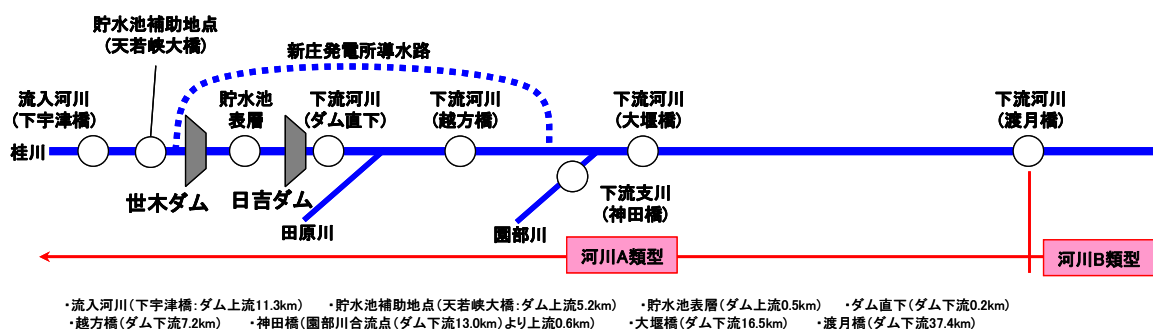 貯水池補助地点
(天若峡大橋)
新庄発電所導水路
流入河川
(下宇津橋)
貯水池
表層
下流河川
(ダム直下)
下流河川
(越方橋)
下流河川
(大堰橋)
下流河川
(渡月橋)
桂川
世木ダム
日吉ダム
下流支川
(神田橋)
田原川
園部川
河川A類型
河川B類型
・流入河川(下宇津橋:ダム上流11.3km) ・貯水池補助地点(天若峡大橋:ダム上流5.2km) ・貯水池表層(ダム上流0.5km) ・ダム直下(ダム下流0.2km)
・越方橋(ダム下流7.2km) ・神田橋(園部川合流点(ダム下流13.0km)より上流0.6km) ・大堰橋(ダム下流16.5km) ・渡月橋(ダム下流37.4km)